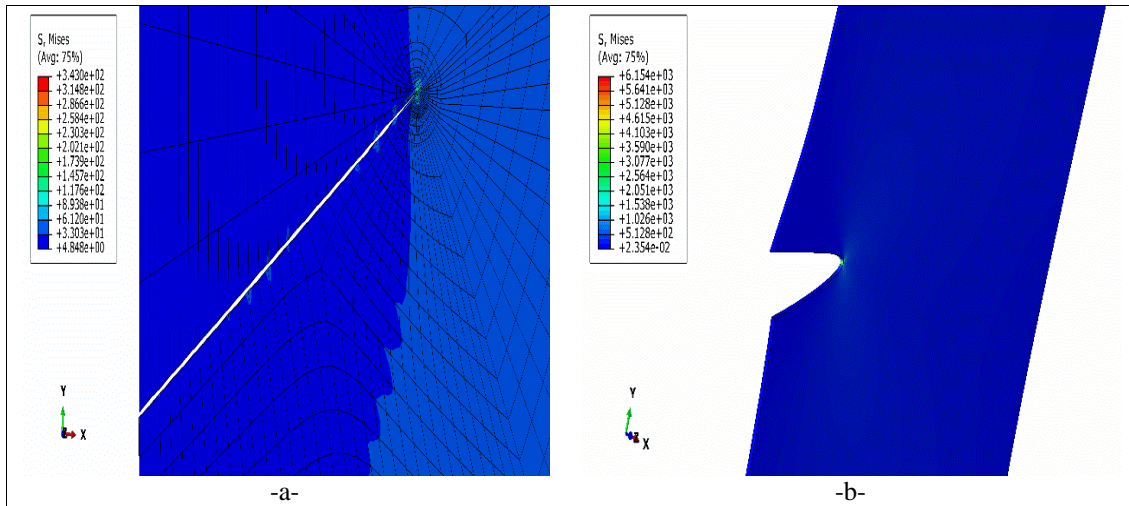 S, Mises
(Avg: 75%)
+3.430e+02
+3.148e+02
+2.866e+02
+2.584e+02
+2.303e+02
+2.021e+02
+1.739e+02
+1.457e+02
+1.176e+02
+8.938e+01
+6.120e+01
+3.303e+01
+4.848e+00
Y
Z
X
-a-
S, Mises
(Avg: 75%)
+6.154e+03
+5.641e+03
+5.128e+03
+4.615e+03
+4.103e+03
+3.590e+03
+3.077e+03
+2.564e+03
+2.051e+03
+1.538e+03
+1.026e+03
+5.128e+02
+2.354e-02
Y
Z
X
-b-